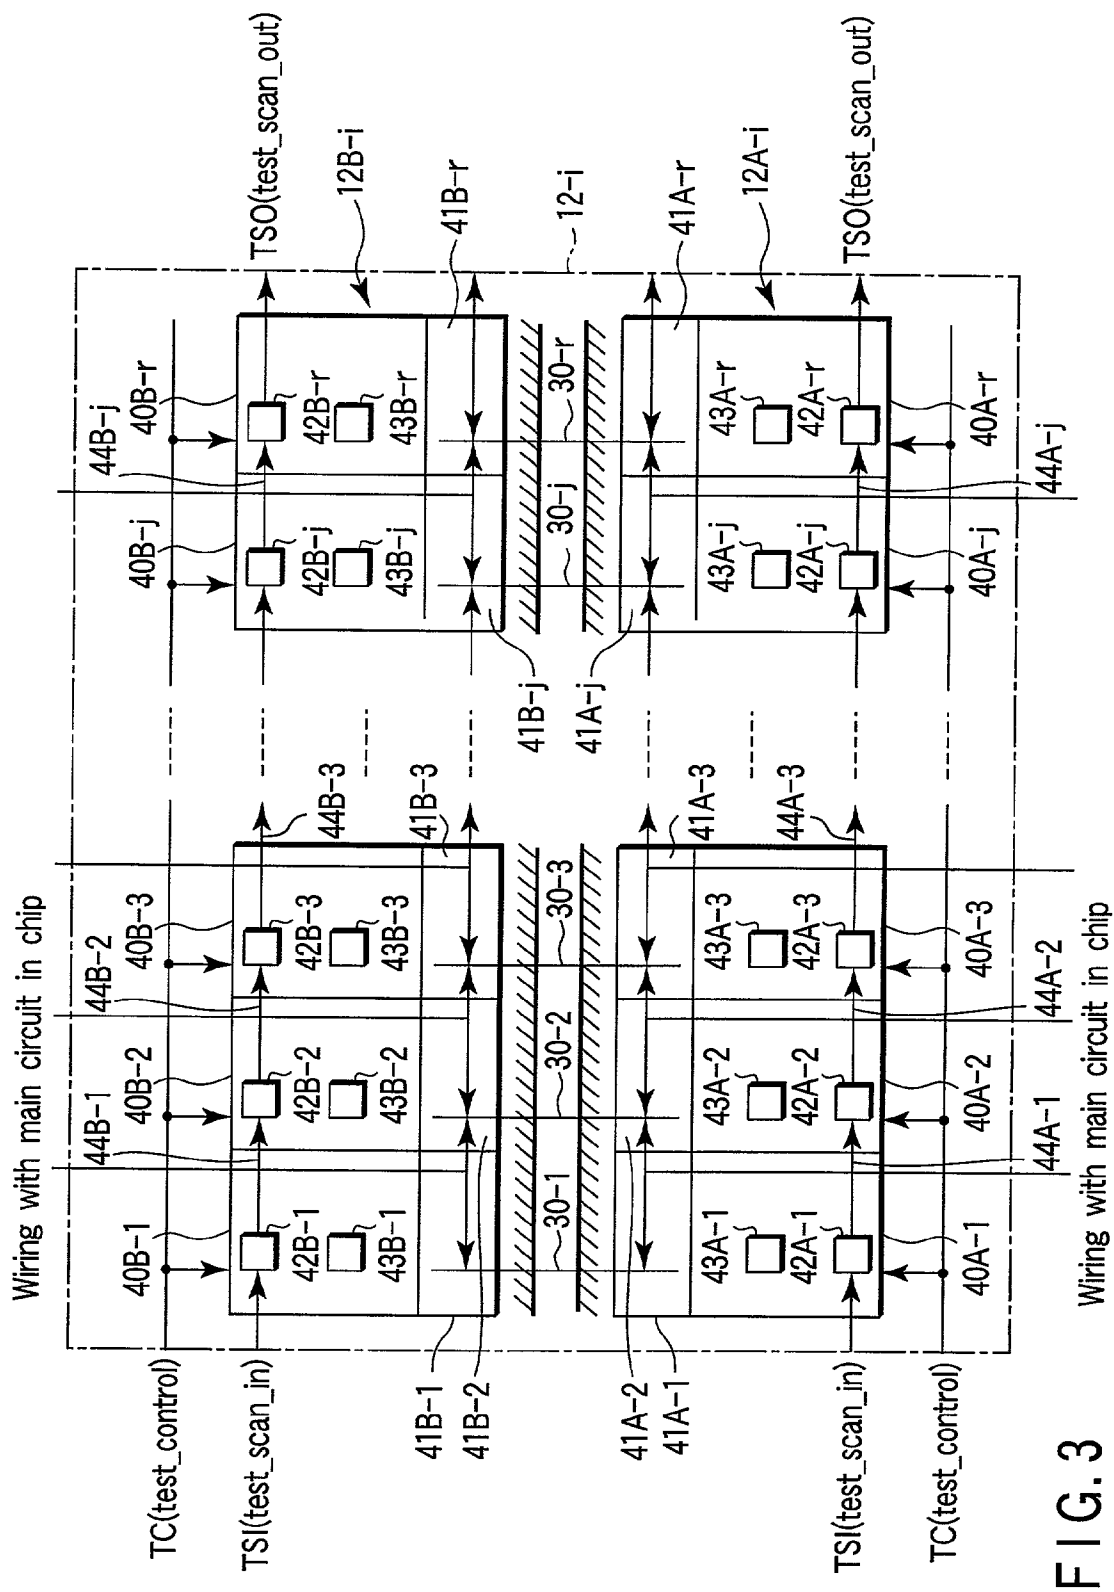 Wiring with main circuit in chip
44B-1
44B-2
44B-j
40B-1
40B-2
40B-3
40B-j
40B-r
TC(test_control)
TSI(test_scan_in)
TSO(test_scan_out)
42B-1
42B-2
42B-3
42B-j
42B-r
44B-3
12B-i
43B-1
43B-2
43B-3
43B-j
43B-r
41B-1
41B-2
41B-3
41B-j
41B-r
30-1
30-2
30-3
30-j
30-r
12-i
41A-2
41A-1
41A-j
41A-3
41A-r
43A-1
43A-2
43A-3
43A-j
43A-r
44A-3
12A-i
42A-1
42A-2
42A-3
42A-j
42A-r
TSI(test_scan_in)
TSO(test_scan_out)
TC(test_control)
40A-1
40A-2
40A-3
40A-j
40A-r
44A-1
44A-2
44A-j
Wiring with main circuit in chip
FIG. 3